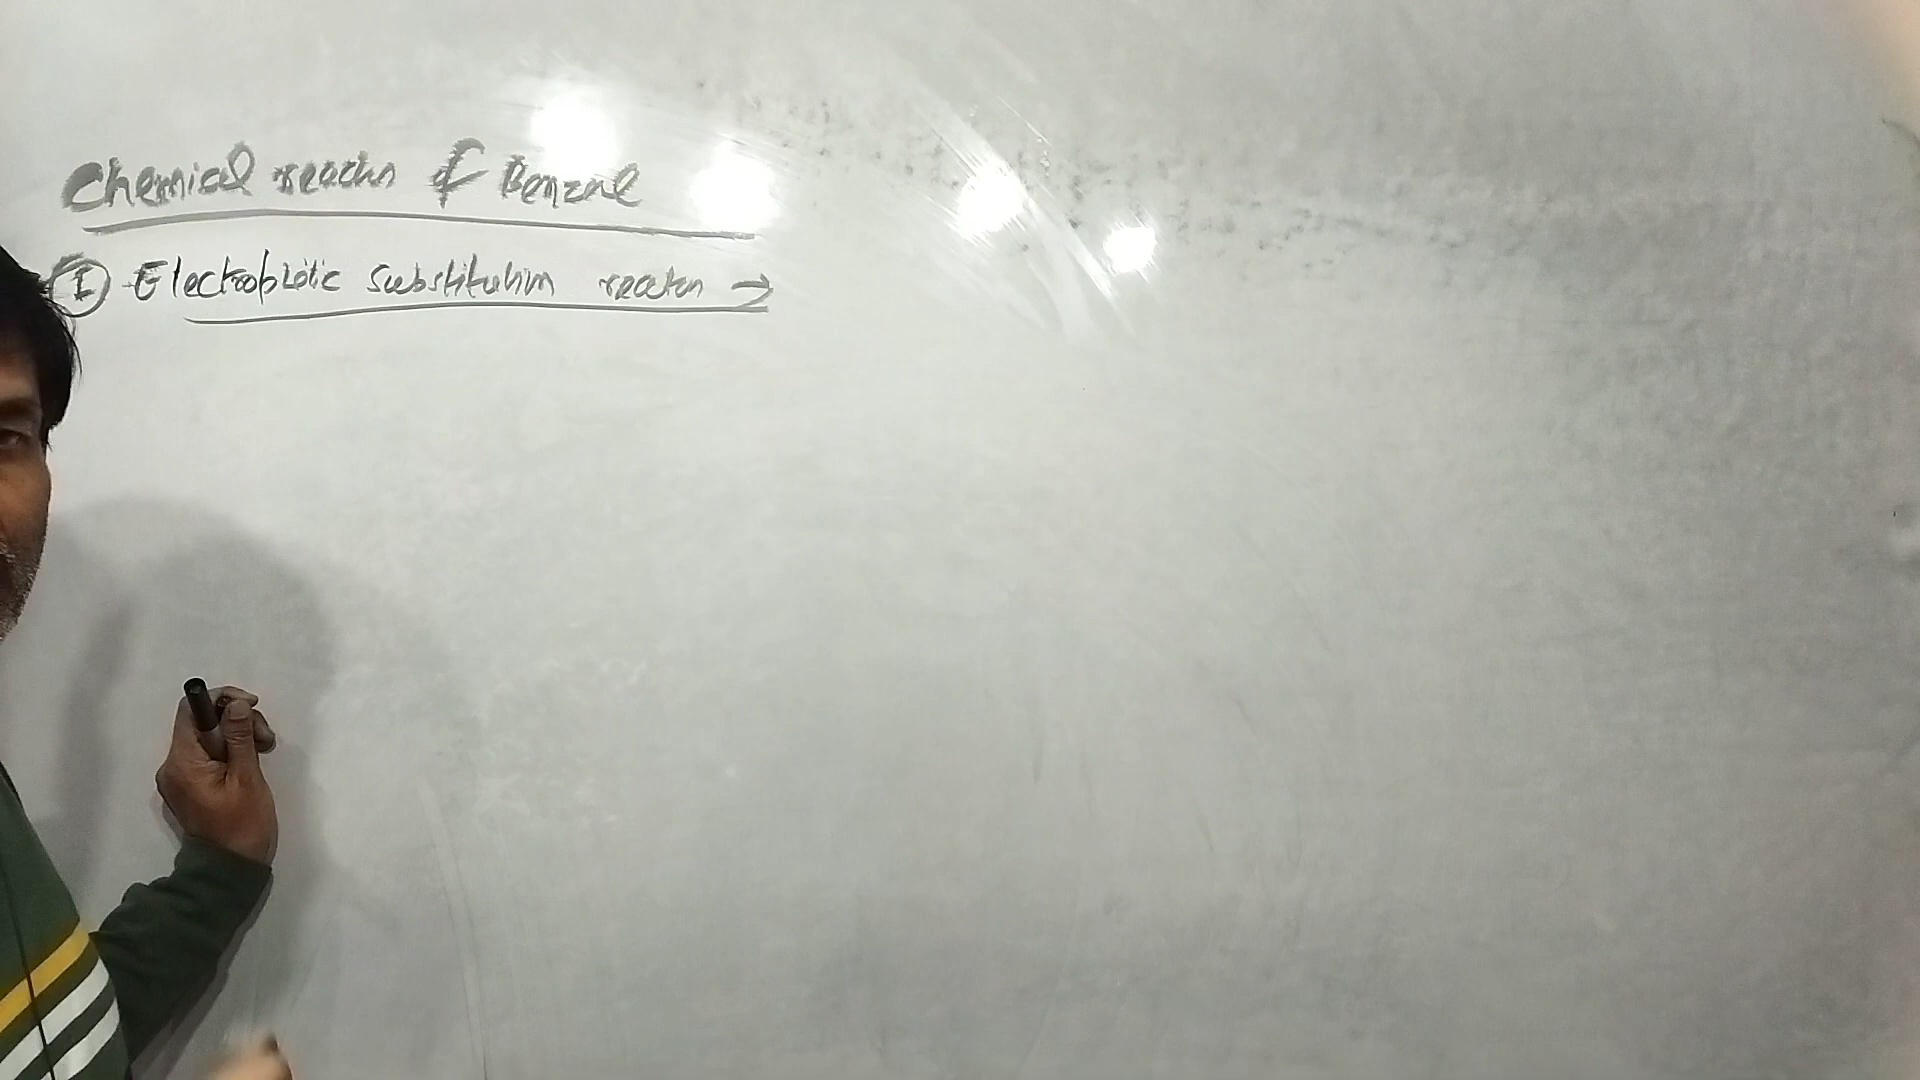 Chemical reactn of Benzene
(I) Electrophilic substitution reactn →